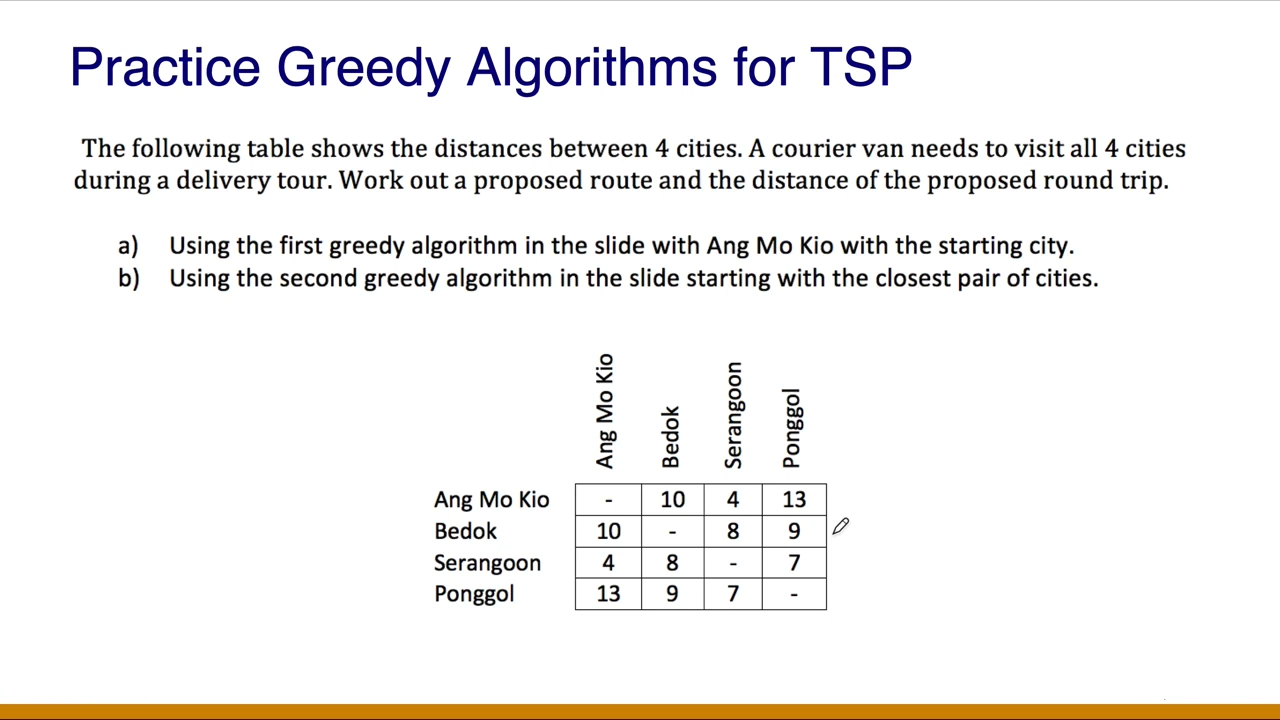 Practice Greedy Algorithms for TSP
The following table shows the distances between 4 cities. A courier van needs to visit all 4 cities
during a delivery tour. Work out a proposed route and the distance of the proposed round trip.
a) Using the first greedy algorithm in the slide with Ang Mo Kio with the starting city.
b) Using the second greedy algorithm in the slide starting with the closest pair of cities.
Ang Mo Kio Bedok Serangoon Ponggol
Ang Mo Kio - 10 4 13
Bedok 10 - 8 9
Serangoon 4 8 - 7
Ponggol 13 9 7 -